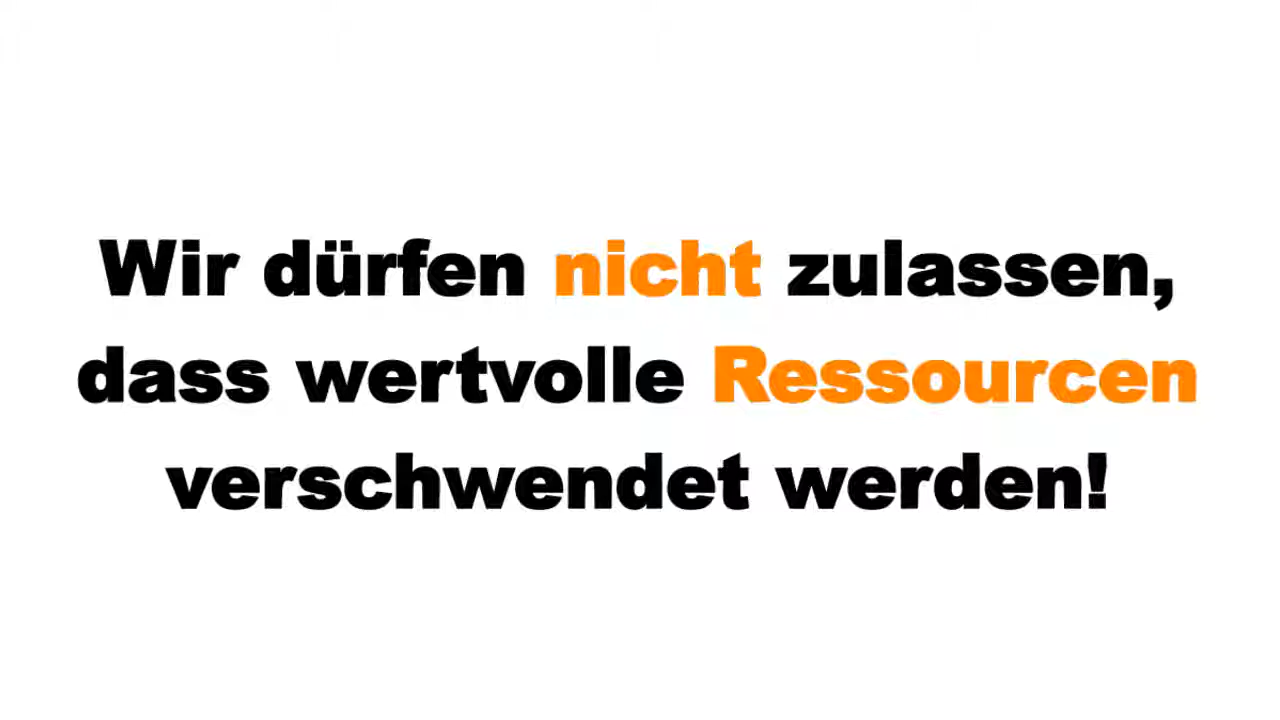 Wir dürfen nicht zulassen,
dass wertvolle Ressourcen
verschwendet werden!